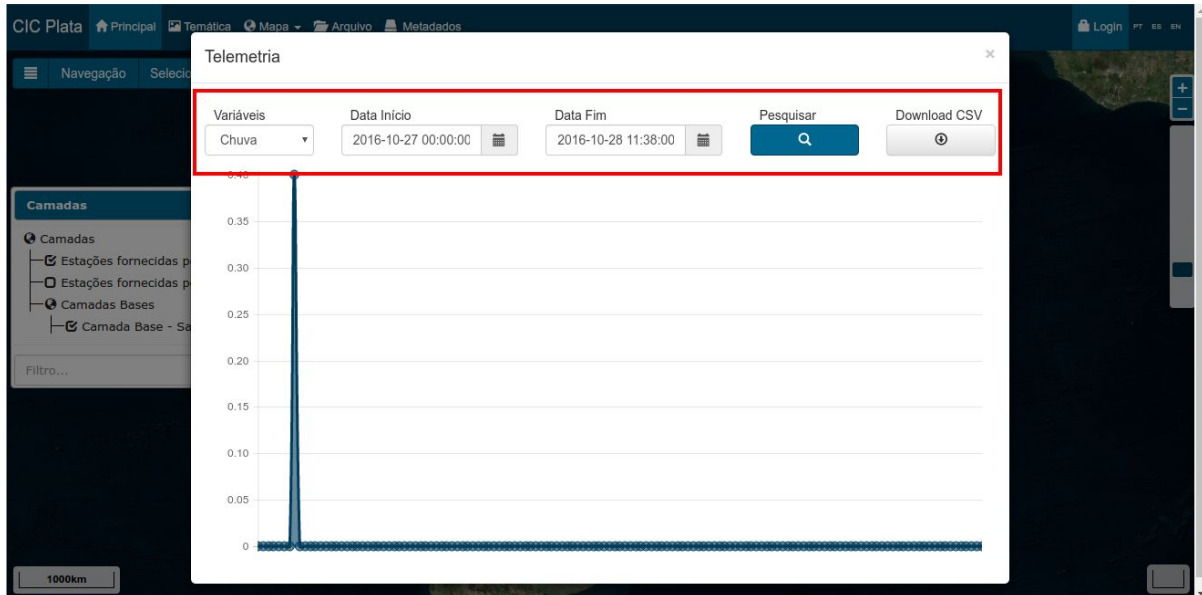 CIC Plata Principal Temática Mapa Arquivo Metadados Login PT ES EN
Navegação
Telemetria ×
Variáveis Data Início Data Fim Pesquisar Download CSV
Chuva 2016-10-27 00:00:00 2016-10-28 11:38:00
0.40
0.35
0.30
0.25
0.20
0.15
0.10
0.05
0
Camadas
Camadas
Estações fornecidas
Estações fornecidas
Camadas Bases
Camada Base -
Filtro...
+
−
1000km